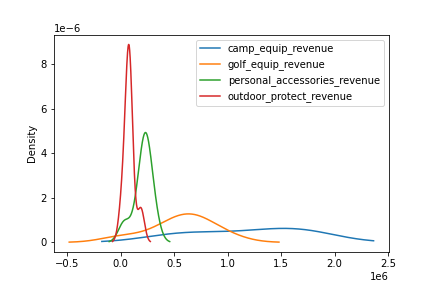 1e−6
camp_equip_revenue
golf_equip_revenue
personal_accessories_revenue
outdoor_protect_revenue
8
6
4
2
0
Density
−0.5 0.0 0.5 1.0 1.5 2.0 2.5
1e6